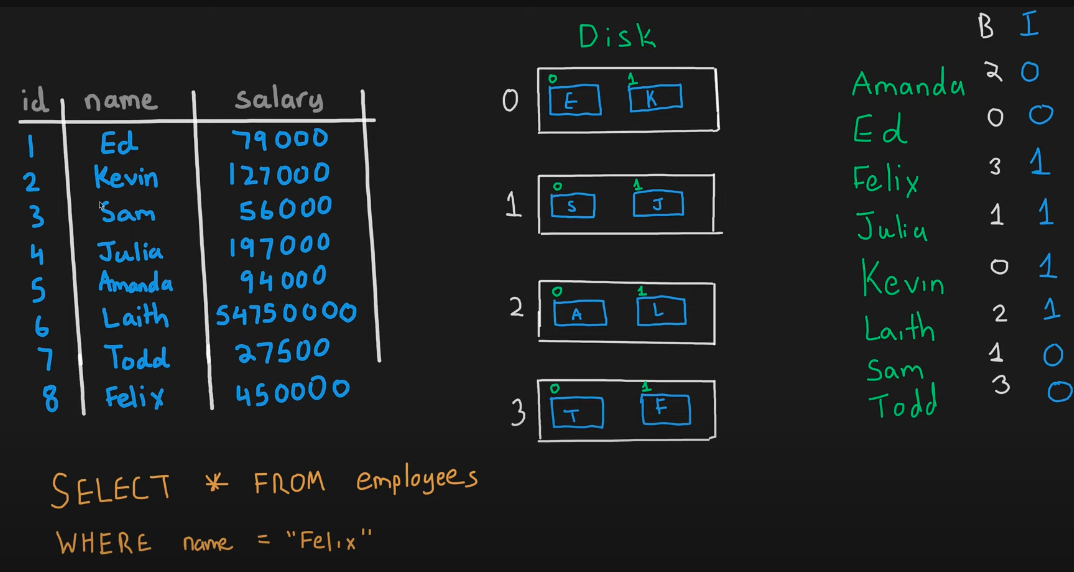 id name salary
1 Ed 79000
2 Kevin 127000
3 Sam 56000
4 Julia 197000
5 Amanda 94000
6 Laith 54750000
7 Todd 27500
8 Felix 450000
SELECT * FROM employees
WHERE name = "Felix"
Disk
0
0 1
E K
1
0 1
S J
2
0 1
A L
3
0 1
T F
B I
Amanda 2 0
Ed 0 0
Felix 3 1
Julia 1 1
Kevin 0 1
Laith 2 1
Sam 1 0
Todd 3 0